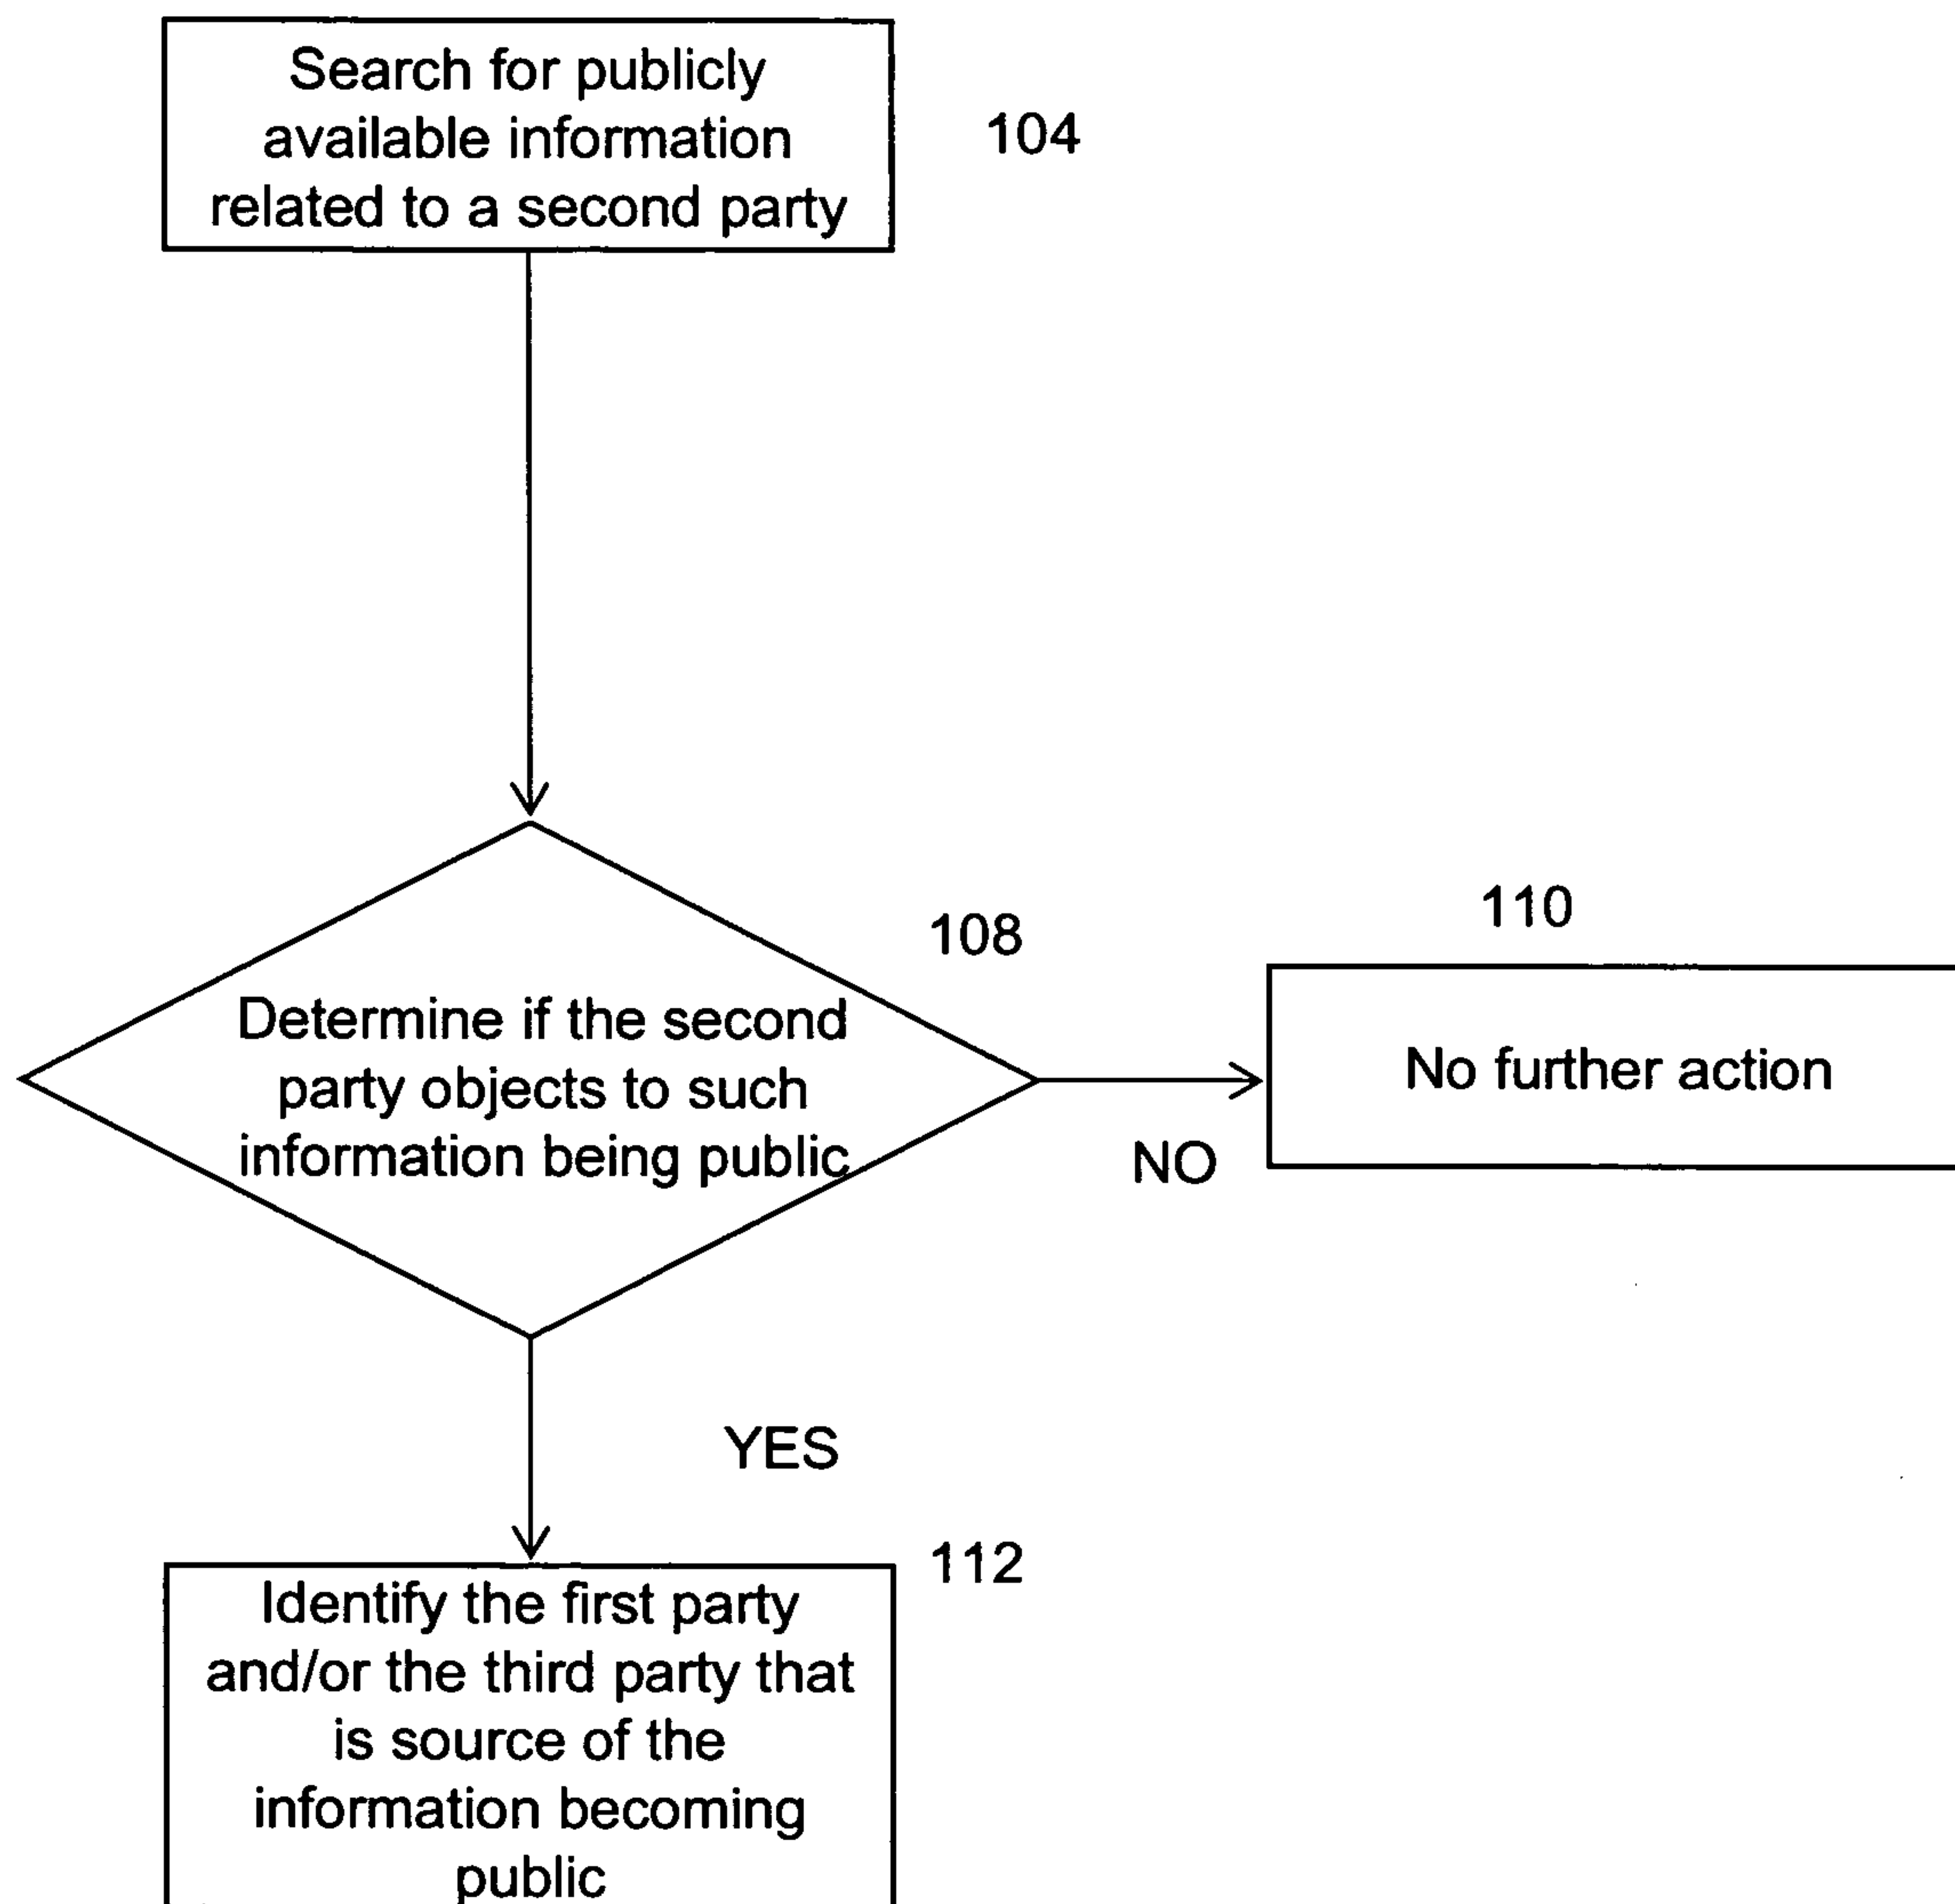 Search for publicly
available information
related to a second party
104
108
110
Determine if the second
party objects to such
information being public
No further action
NO
YES
112
Identify the first party
and/or the third party that
is source of the
information becoming
public